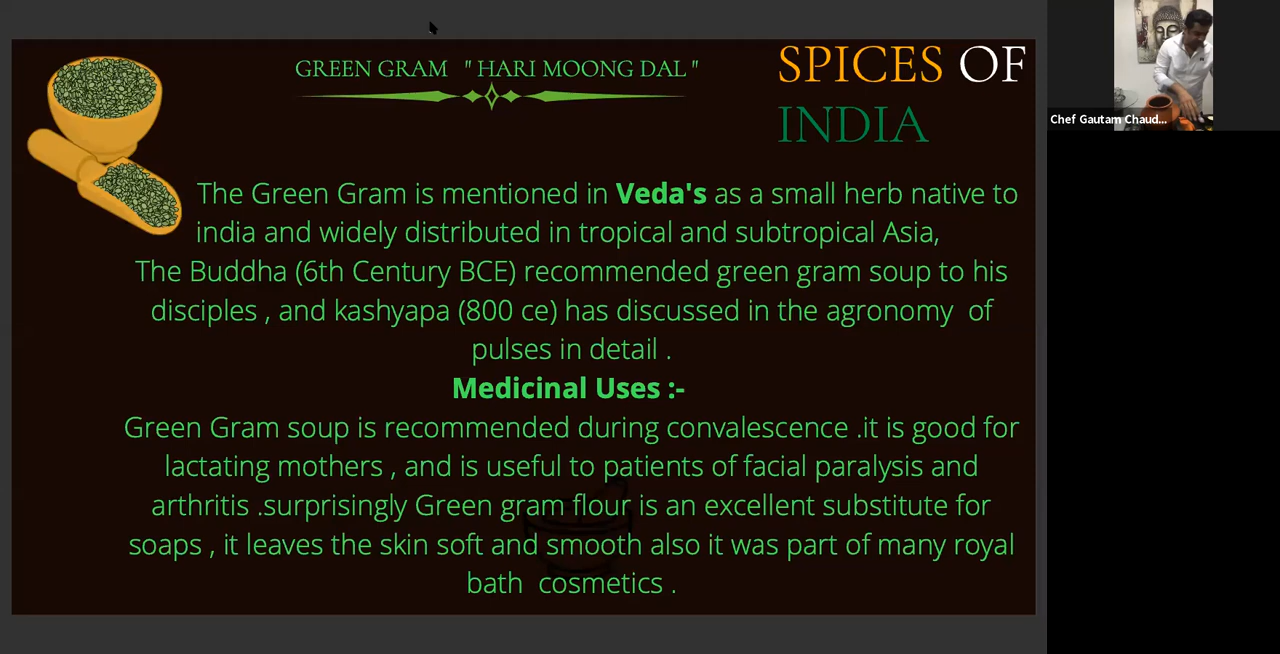 GREEN GRAM " HARI MOONG DAL "
SPICES OF
INDIA
The Green Gram is mentioned in Veda's as a small herb native to
india and widely distributed in tropical and subtropical Asia,
The Buddha (6th Century BCE) recommended green gram soup to his
disciples , and kashyapa (800 ce) has discussed in the agronomy of
pulses in detail .
Medicinal Uses :-
Green Gram soup is recommended during convalescence .it is good for
lactating mothers , and is useful to patients of facial paralysis and
arthritis .surprisingly Green gram flour is an excellent substitute for
soaps , it leaves the skin soft and smooth also it was part of many royal
bath cosmetics .
Chef Gautam Chaud...